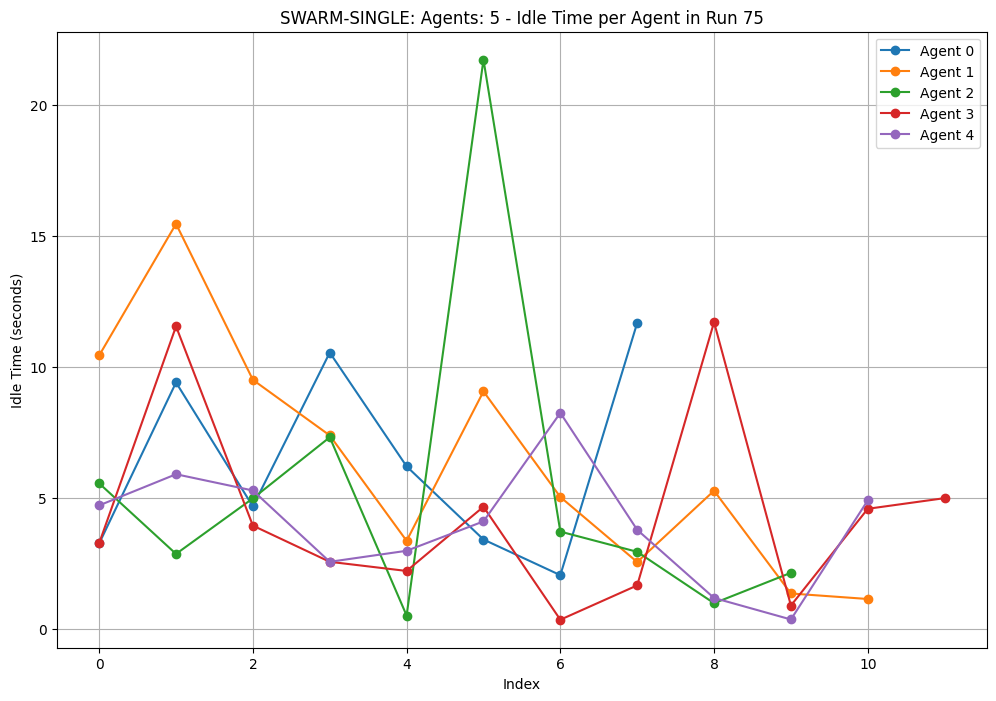 SWARM-SINGLE: Agents: 5 - Idle Time per Agent in Run 75
Agent 0
Agent 1
Agent 2
Agent 3
Agent 4
Idle Time (seconds)
20
15
10
5
0
0
2
4
6
8
10
Index